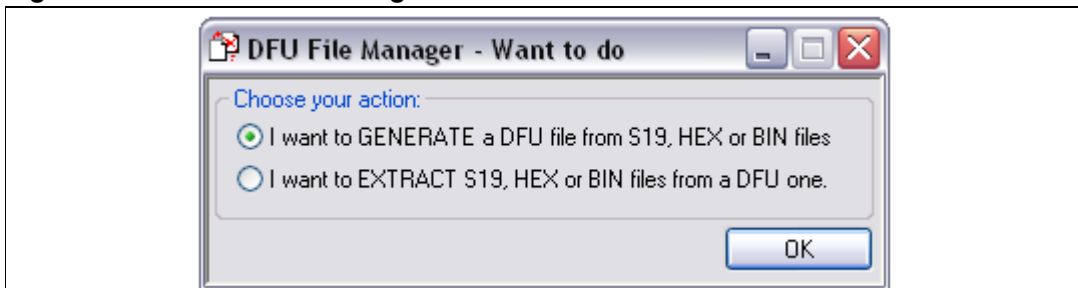 DFU File Manager - Want to do
Choose your action:
I want to GENERATE a DFU file from S19, HEX or BIN files
I want to EXTRACT S19, HEX or BIN files from a DFU one.
OK